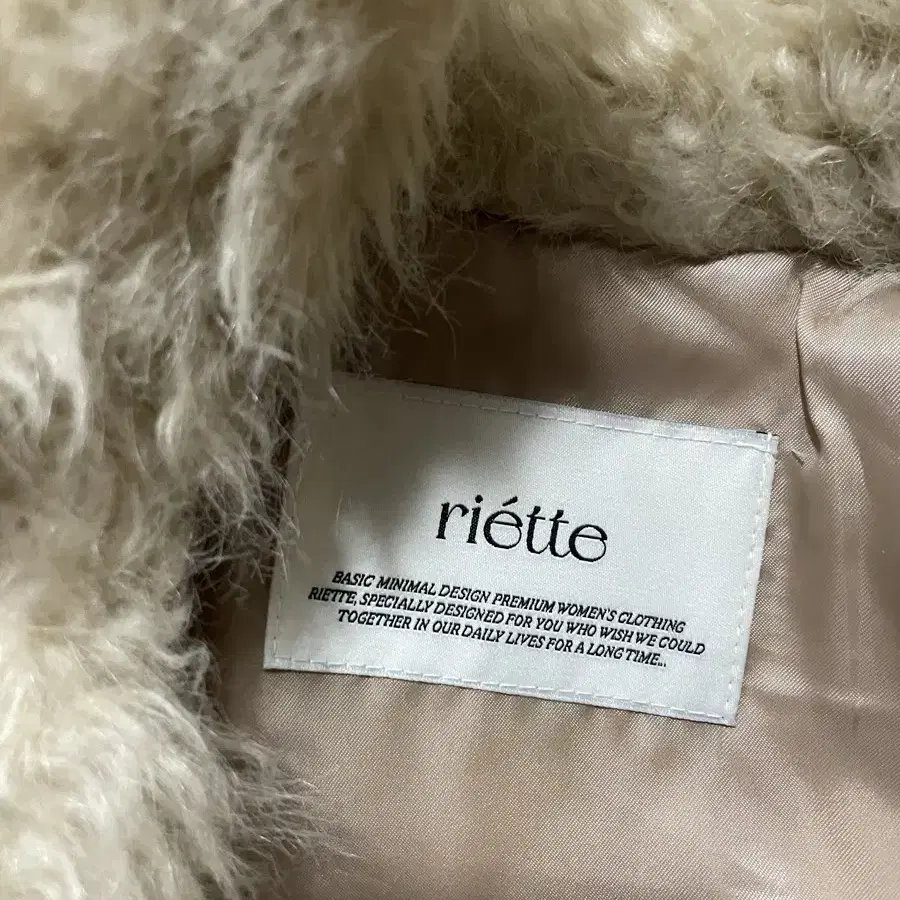 riétte
BASIC MINIMAL DESIGN PREMIUM WOMEN'S CLOTHING
RIETTE, SPECIALLY DESIGNED FOR YOU WHO WISH WE COULD
TOGETHER IN OUR DAILY LIVES FOR A LONG TIME...